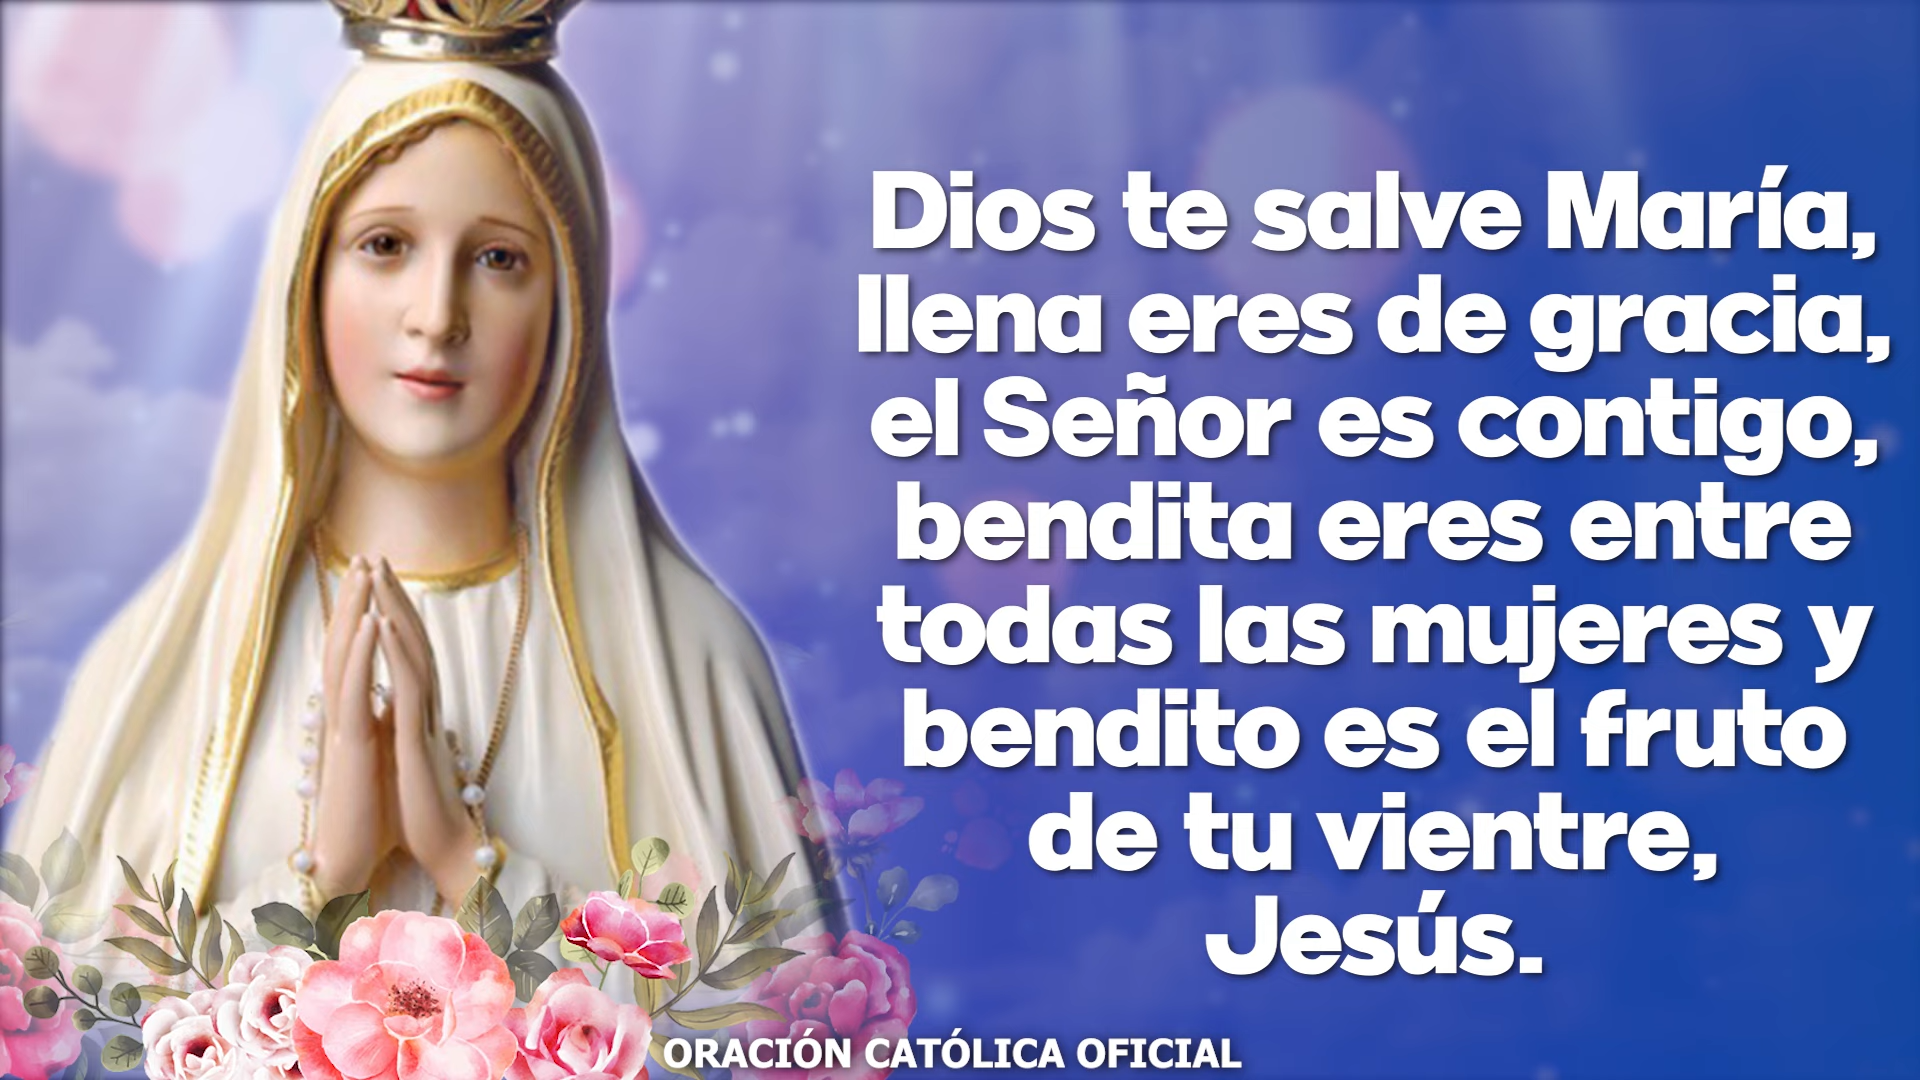 Dios te salve María,
llena eres de gracia,
el Señor es contigo,
bendita eres entre
todas las mujeres y
bendito es el fruto
de tu vientre,
Jesús.
ORACIÓN CATÓLICA OFICIAL